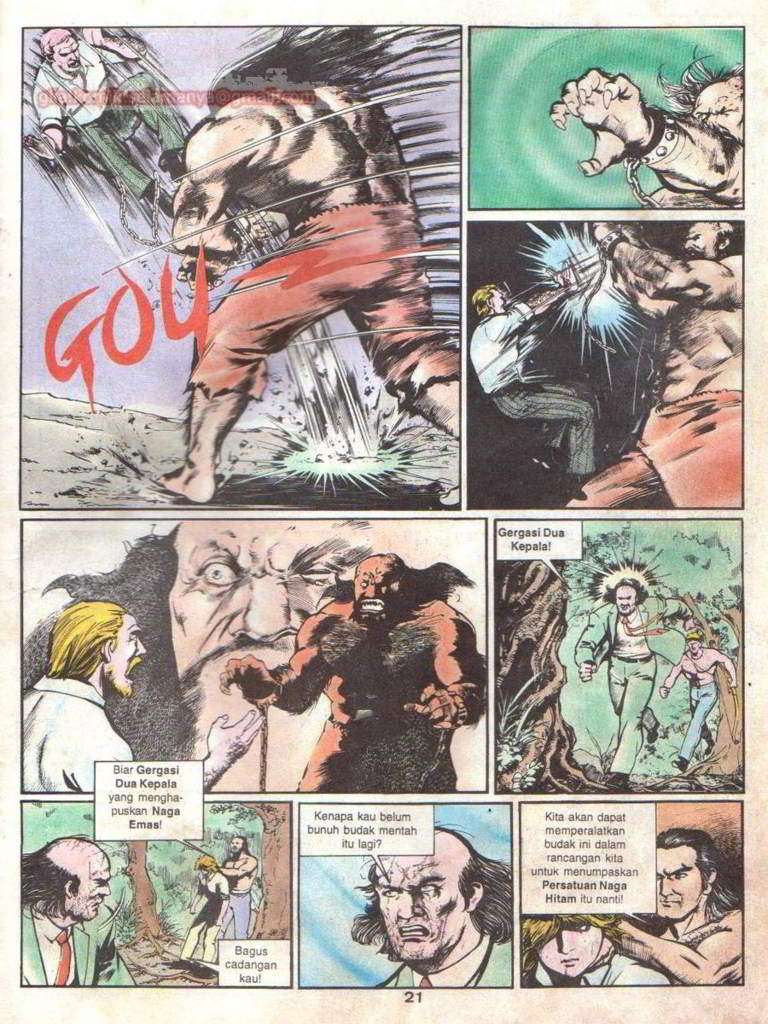 GOU
Gergasi Dua
Kepala!
Biar Gergasi
Dua Kepala
yang mengha-
puskan Naga
Emas!
Bagus
cadangan
kau!
Kenapa kau belum
bunuh budak mentah
itu lagi?
Kita akan dapat
memperalatkan
budak ini dalam
rancangan kita
untuk menumpaskan
Persatuan Naga
Hitam itu nanti!
21